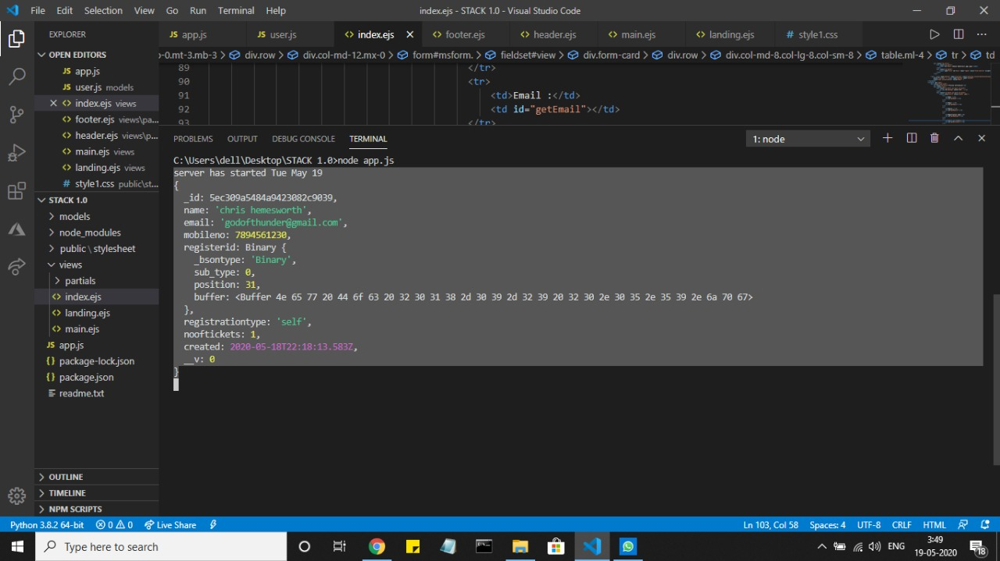 File Edit Selection View Go Run Terminal Help index.ejs - STACK 1.0 - Visual Studio Code
EXPLORER
JS app.js JS user.js <> index.ejs <> footer.ejs <> header.ejs <> main.ejs <> landing.ejs # style1.css
OPEN EDITORS
JS app.js
JS user.js models
<> index.ejs views
<> footer.ejs views\pa...
<> header.ejs views\p...
<> main.ejs views
<> landing.ejs views
# style1.css public\st...
STACK 1.0
models
node_modules
public \ stylesheet
views
partials
<> index.ejs
<> landing.ejs
<> main.ejs
JS app.js
{} package-lock.json
{} package.json
readme.txt
OUTLINE
TIMELINE
NPM SCRIPTS
o-0.mt-3.mb-3 > div.row > div.col-md-12.mx-0 > form#msform. > fieldset#view > div.form-card > div.row > div.col-md-8.col-lg-8.col-sm-8 > table.ml-4 > tr > td
89 </tr>
90 <tr>
91 <td>Email :</td>
92 <td id="getEmail"></td>
93 </tr>
PROBLEMS OUTPUT DEBUG CONSOLE TERMINAL 1: node
C:\Users\dell\Desktop\STACK 1.0>node app.js
server has started Tue May 19
{
_id: 5ec309a5484a9423082c9039,
name: 'chris hemesworth',
email: 'godofthunder@gmail.com',
mobileno: 7894561230,
registerid: Binary {
_bsontype: 'Binary',
sub_type: 0,
position: 31,
buffer: <Buffer 4e 65 77 20 44 6f 63 20 32 30 31 38 2d 30 39 2d 32 39 20 32 30 2e 30 35 2e 35 39 2e 6a 70 67>
},
registrationtype: 'self',
nooftickets: 1,
created: 2020-05-18T22:18:13.583Z,
__v: 0
}
Python 3.8.2 64-bit 0 0 Live Share Ln 103, Col 58 Spaces: 4 UTF-8 CRLF HTML
Type here to search ENG 3:49
19-05-2020 18